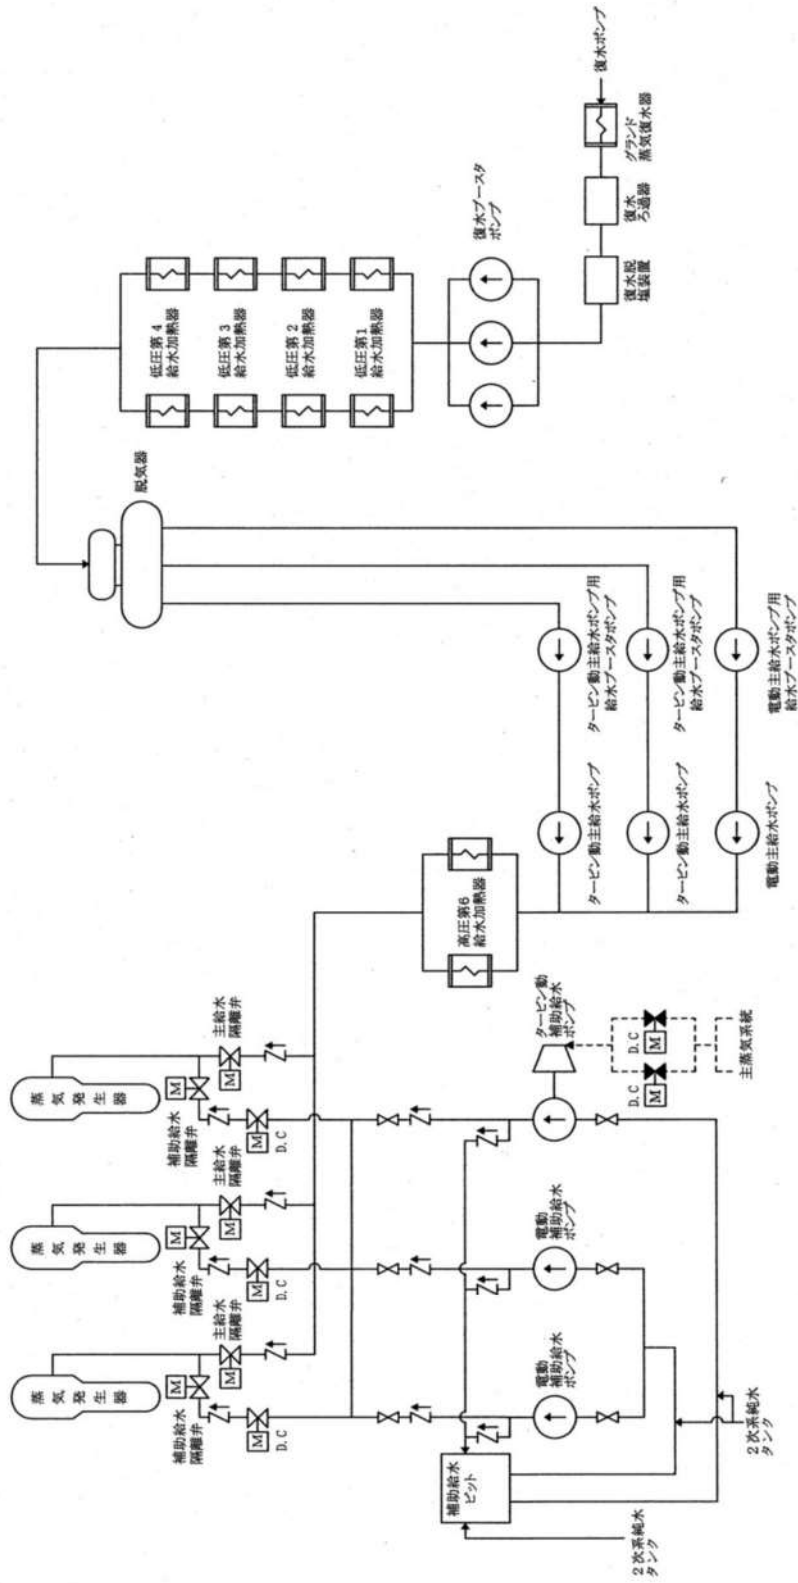 蒸気発生器
蒸気発生器
蒸気発生器
M
M
補助給水
隔離弁
主給水
隔離弁
M
D.C
M
M
補助給水
隔離弁
主給水
隔離弁
M
D.C
M
M
補助給水
隔離弁
主給水
隔離弁
M
D.C
補助給水
ピット
2次系純水
タンク
2次系純水
タンク
電動
補助給水
ポンプ
電動
補助給水
ポンプ
タービン動
補助給水
ポンプ
D.C
M
D.C
M
主蒸気系統
高圧第6
給水加熱器
タービン動主給水ポンプ
タービン動主給水ポンプ
電動主給水ポンプ
タービン動主給水ポンプ用
給水ブースタポンプ
タービン動主給水ポンプ用
給水ブースタポンプ
電動主給水ポンプ用
給水ブースタポンプ
脱気器
低圧第4
給水加熱器
低圧第3
給水加熱器
低圧第2
給水加熱器
低圧第1
給水加熱器
復水ブースタ
ポンプ
復水脱
塩装置
復水
ろ過器
グランド
蒸気復水器
復水ポンプ